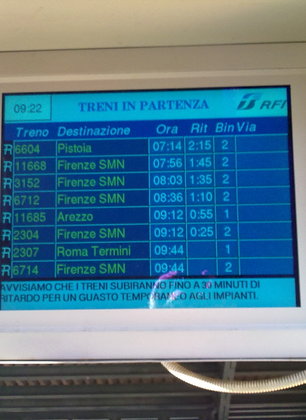 09:22 TRENI IN PARTENZA RFI
Treno Destinazione Ora Rit Bin Via
R 6604 Pistoia 07:14 2:15 2
R 11668 Firenze SMN 07:56 1:45 2
R 3152 Firenze SMN 08:03 1:35 2
R 6712 Firenze SMN 08:36 1:10 2
R 11685 Arezzo 09:12 0:55 1
R 2304 Firenze SMN 09:12 0:25 2
R 2307 Roma Termini 09:44 1
R 6714 Firenze SMN 09:44 2
AVVISIAMO CHE I TRENI SUBIRANNO FINO A 30 MINUTI DI
RITARDO PER UN GUASTO TEMPORANEO AGLI IMPIANTI.